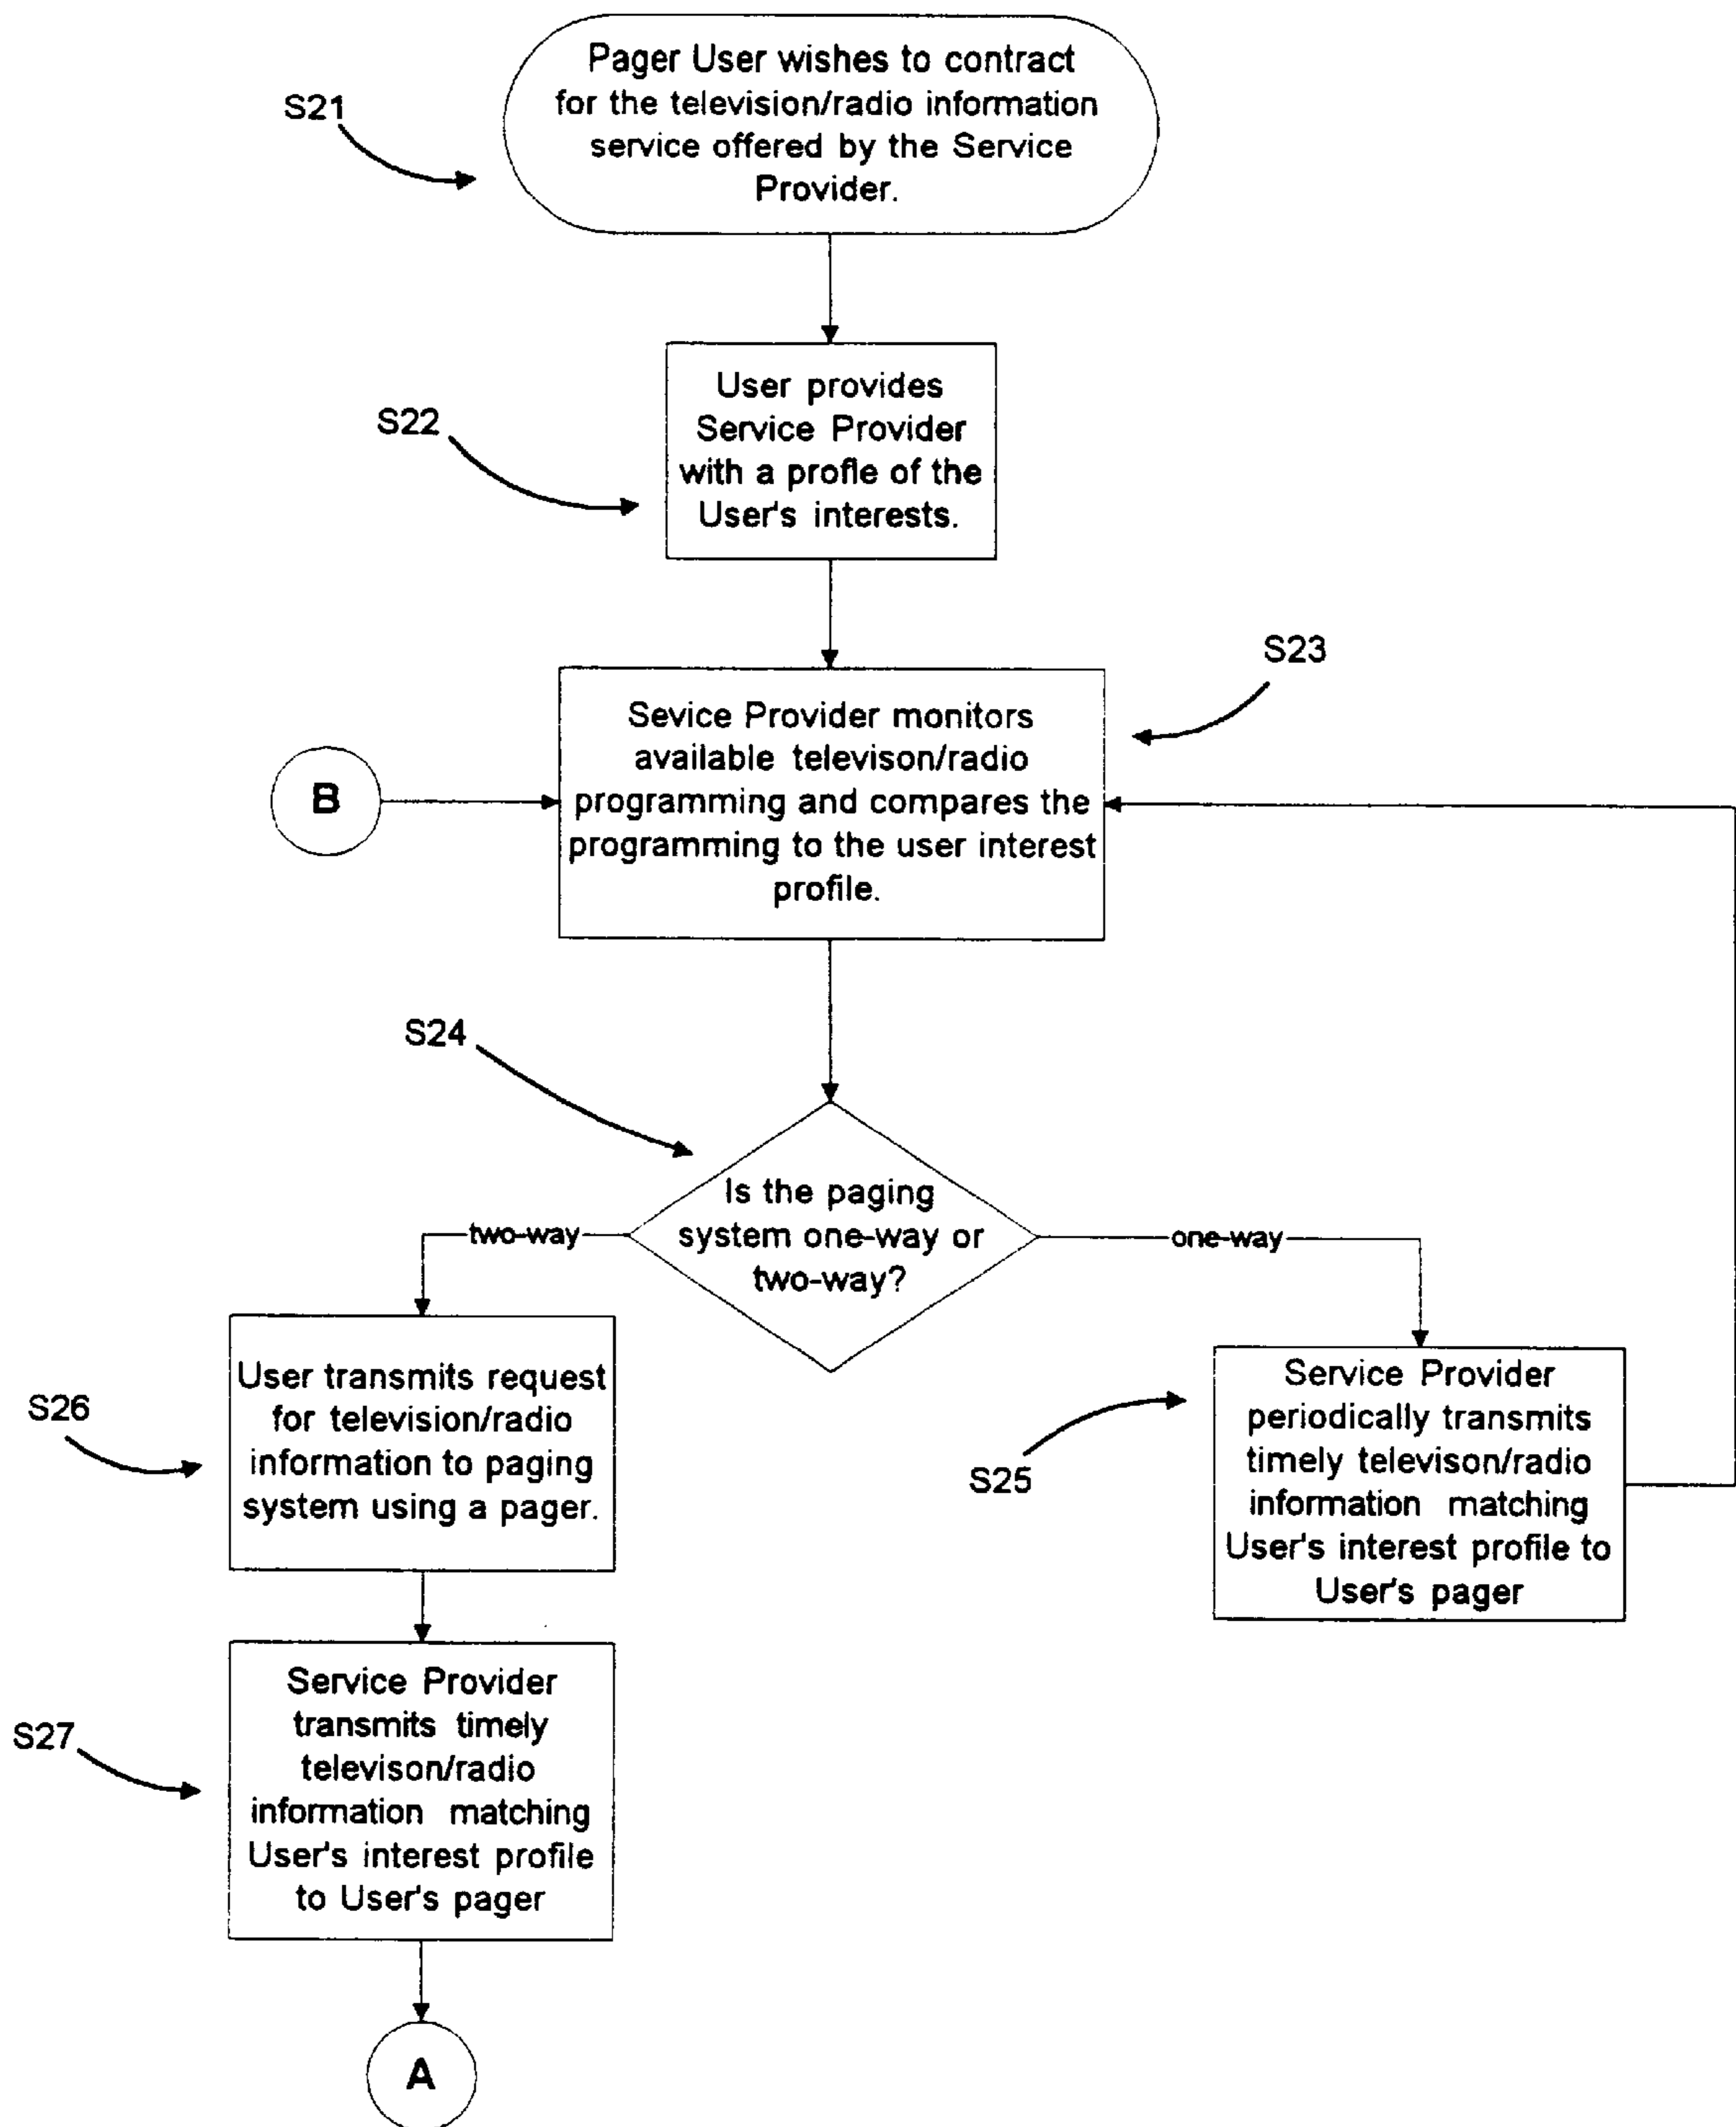 Pager User wishes to contract
for the television/radio information
service offered by the Service
Provider.
S21
User provides
Service Provider
with a profle of the
User's interests.
S22
S23
Sevice Provider monitors
available televison/radio
programming and compares the
programming to the user interest
profile.
B
S24
Is the paging
system one-way or
two-way?
two-way
one-way
User transmits request
for television/radio
information to paging
system using a pager.
S26
Service Provider
periodically transmits
timely televison/radio
information matching
User's interest profile to
User's pager
S25
Service Provider
transmits timely
televison/radio
information matching
User's interest profile
to User's pager
S27
A